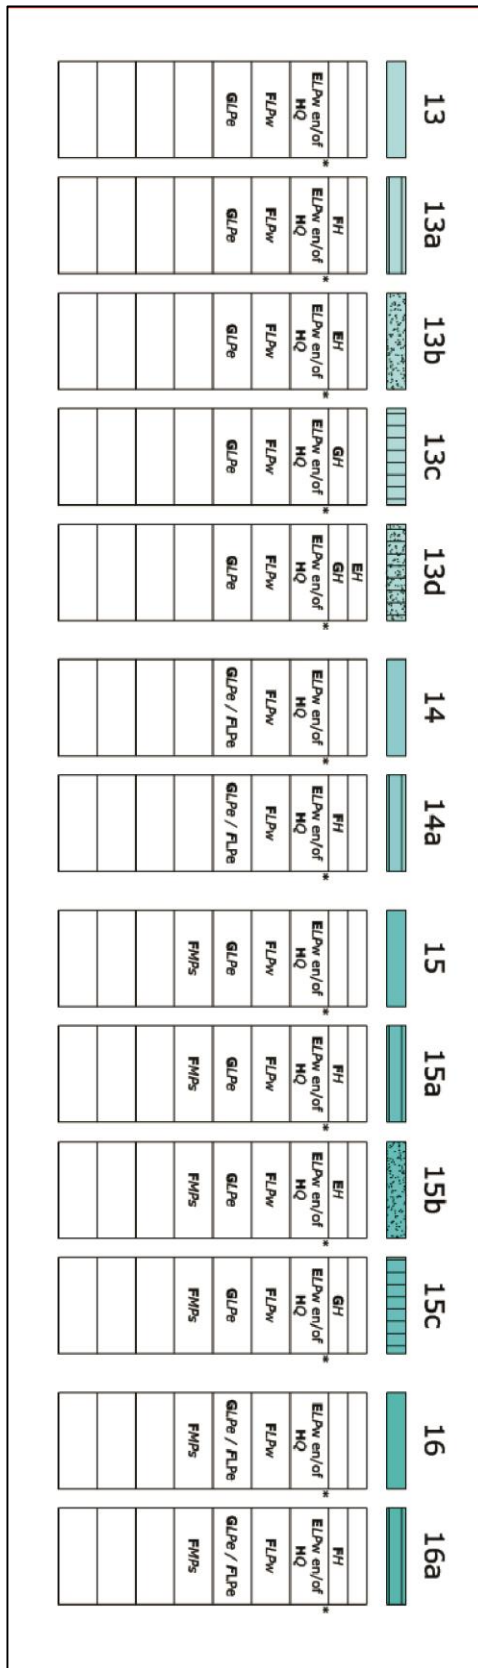 13
*
ELPw en/of
HQ
FLPw
GLPe
13a
FH
*
ELPw en/of
HQ
FLPw
GLPe
13b
EH
*
ELPw en/of
HQ
FLPw
GLPe
13c
GH
*
ELPw en/of
HQ
FLPw
GLPe
13d
EH
GH
*
ELPw en/of
HQ
FLPw
GLPe
14
*
ELPw en/of
HQ
FLPw
GLPe / FLPe
14a
FH
*
ELPw en/of
HQ
FLPw
GLPe / FLPe
15
*
ELPw en/of
HQ
FLPw
GLPe
FMPs
15a
FH
*
ELPw en/of
HQ
FLPw
GLPe
FMPs
15b
EH
*
ELPw en/of
HQ
FLPw
GLPe
FMPs
15c
GH
*
ELPw en/of
HQ
FLPw
GLPe
FMPs
16
*
ELPw en/of
HQ
FLPw
GLPe / FLPe
FMPs
16a
FH
*
ELPw en/of
HQ
FLPw
GLPe / FLPe
FMPs